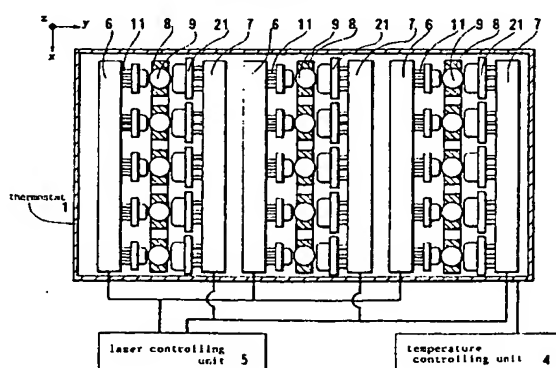 z y
x
6 11 8 9 21 7 6 11 9 8 21 7 6 11 9 8 21 7
thermostat 1
laser controlling
unit 5
temperature
controlling unit 4